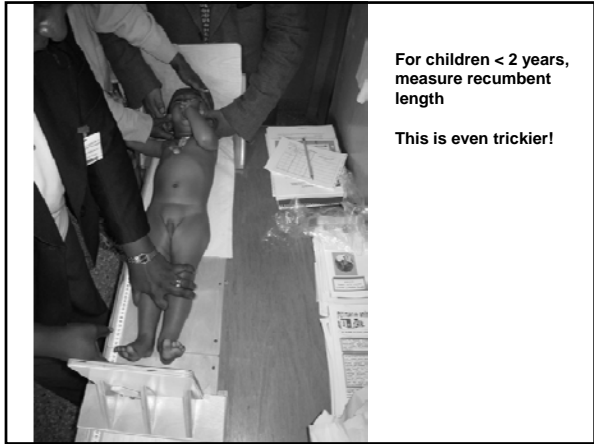 For children < 2 years,
measure recumbent
length
This is even trickier!